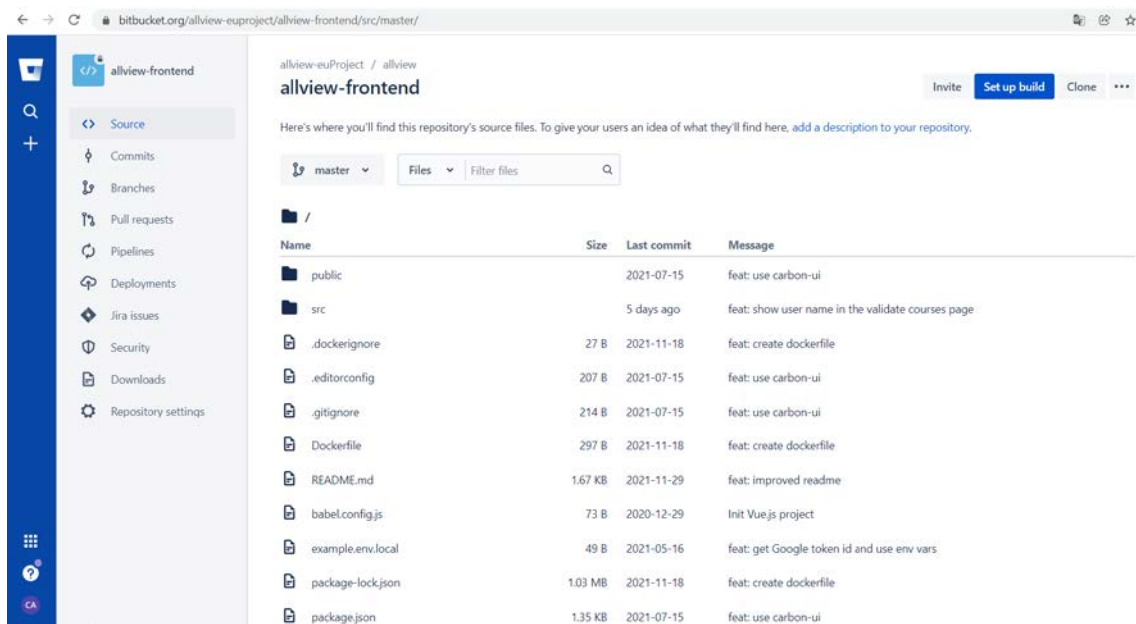 bitbucket.org/allview-euproject/allview-frontend/src/master/
allview-frontend
Source
Commits
Branches
Pull requests
Pipelines
Deployments
Jira issues
Security
Downloads
Repository settings
CA
allview-euProject / allview
allview-frontend
Invite Set up build Clone
Here's where you'll find this repository's source files. To give your users an idea of what they'll find here, add a description to your repository.
master Files Filter files
/
Name Size Last commit Message
public 2021-07-15 feat: use carbon-ui
src 5 days ago feat: show user name in the validate courses page
.dockerignore 27 B 2021-11-18 feat: create dockerfile
.editorconfig 207 B 2021-07-15 feat: use carbon-ui
.gitignore 214 B 2021-07-15 feat: use carbon-ui
Dockerfile 297 B 2021-11-18 feat: create dockerfile
README.md 1.67 KB 2021-11-29 feat: improved readme
babel.config.js 73 B 2020-12-29 Init Vue.js project
example.env.local 49 B 2021-05-16 feat: get Google token id and use env vars
package-lock.json 1.03 MB 2021-11-18 feat: create dockerfile
package.json 1.35 KB 2021-07-15 feat: use carbon-ui